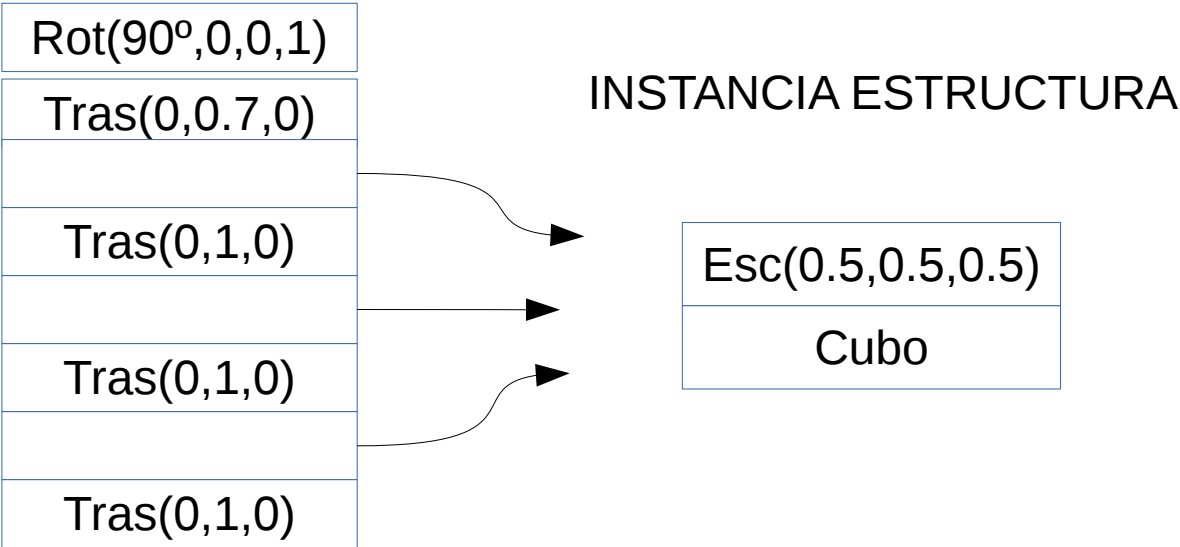 Rot(90º,0,0,1)
Tras(0,0.7,0)
Tras(0,1,0)
Tras(0,1,0)
Tras(0,1,0)
INSTANCIA ESTRUCTURA
Esc(0.5,0.5,0.5)
Cubo